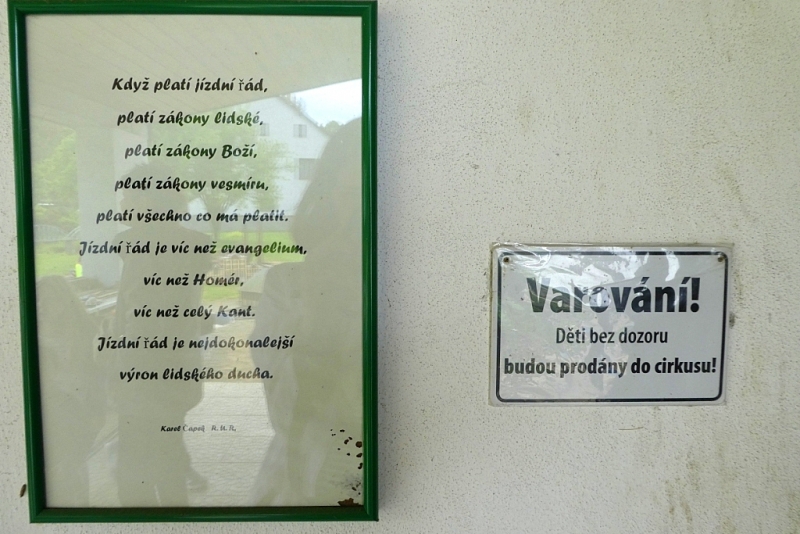 Když platí jízdní řád,
platí zákony lidské,
platí zákony Boží,
platí zákony vesmíru,
platí všechno co má platit.
Jízdní řád je víc než evangelium,
víc než Homér,
víc než celý Kant.
Jízdní řád je nejdokonalejší
výron lidského ducha.
Karel Čapek R.U.R.
Varování!
Děti bez dozoru
budou prodány do cirkusu!